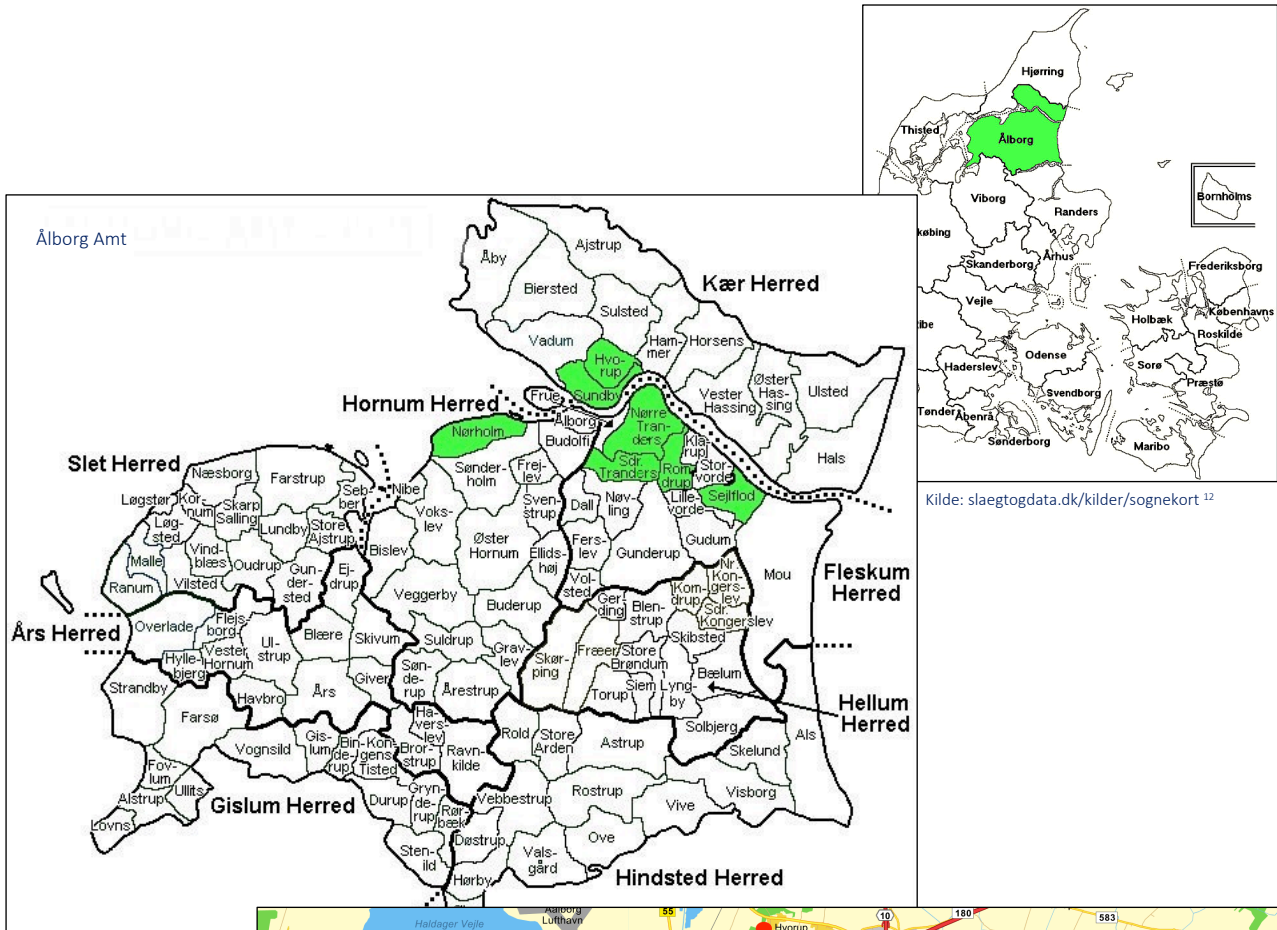 Ålborg Amt
Åby
Ajstrup
Biersted
Sulsted
Kær Herred
Vadum
Hvo-
rup
Ham-
mer
Horsens
Sundby
Vester
Hassing
Øster
Has-
sing
Ulsted
Hals
Hornum Herred
Frue
Ålborg
Budolfi
Nørre
Tran-
ders
Nørholm
Sdr.
Tranders
Rom-
drup
Kla-
rup
Stor-
vorde
Sejlflod
Slet Herred
Næsborg
Farstrup
Seb-
ber
Nibe
Sønder-
holm
Frej-
lev
Sven-
strup
Dall
Nøv-
ling
Lille-
vorde
Løgstør
Kor-
num
Skarp
Salling
Løg-
sted
Lundby
Store
Ajstrup
Voks-
lev
Øster
Hornum
Ellids-
høj
Fers-
lev
Gunderup
Gudum
Malle
Vind-
blæs
Oudrup
Gun-
der-
sted
Ej-
drup
Bislev
Vol-
sted
Mou
Ranum
Vilsted
Veggerby
Buderup
Ger-
ding
Blen-
strup
Kom-
drup
Nr.
Kon-
gers-
lev
Sdr.
Kongerslev
Fleskum
Herred
Års Herred
Overlade
Flejs-
borg
Ul-
strup
Blære
Skivum
Suldrup
Grav-
lev
Skør-
ping
Fræer
Store
Brøndum
Skibsted
Hylle-
bjerg
Vester
Hornum
Havbro
Års
Giver
Søn-
de-
rup
Årestrup
Torup
Siem
Lyng-
by
Bælum
Hellum
Herred
Strandby
Farsø
Vognsild
Gis-
lum
Bin-
de-
rup
Kon-
gens
Tisted
Ha-
vers-
lev
Bror-
strup
Ravn-
kilde
Rold
Store
Arden
Astrup
Solbjerg
Skelund
Als
Fov-
lum
Ullits
Alstrup
Lovns
Gislum Herred
Durup
Gryn-
de-
rup
Rør-
bæk
Vebbestrup
Rostrup
Vive
Visborg
Sten-
ild
Døstrup
Vals-
gård
Ove
Hørby
Hindsted Herred
Hjørring
Thisted
Ålborg
Viborg
Randers
Bornholms
købing
Århus
Skanderborg
Frederiksborg
Vejle
Holbæk
Københavns
ibe
Roskilde
Odense
Haderslev
Sorø
Præstø
Svendborg
Tønder
Åbenrå
Sønderborg
Maribo
Kilde: slaegtogdata.dk/kilder/sognekort 12
Haldager Vejle
Aalborg
Lufthavn
55
Hvorup
10
180
583